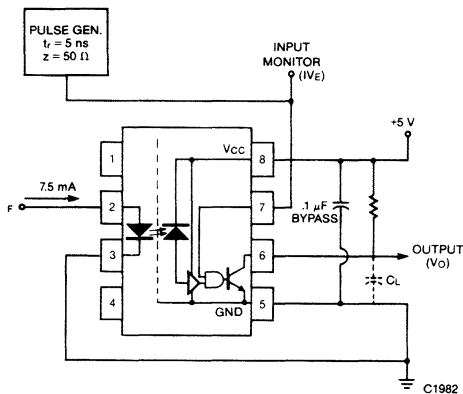 PULSE GEN.
tr = 5 ns
z = 50 Ω
INPUT
MONITOR
(IVE)
+5 V
1
VCC
8
7.5 mA
.1 µF
BYPASS
F
2
7
3
6
OUTPUT
(VO)
CL
4
GND
5
C1982